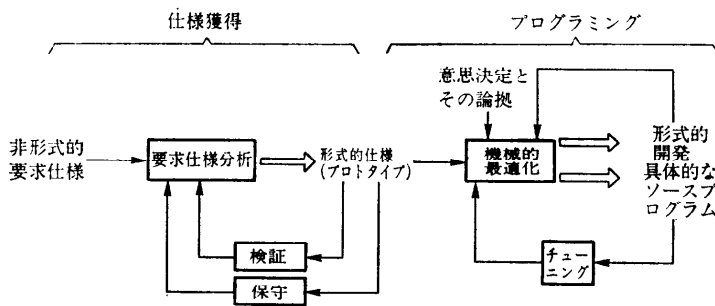 仕様獲得
プログラミング
意思決定と
その論拠
非形式的
要求仕様
要求仕様分析
形式的仕様
(プロトタイプ)
機械的
最適化
形式的
開発
具体的な
ソースプ
ログラム
検証
保守
チュー
ニング